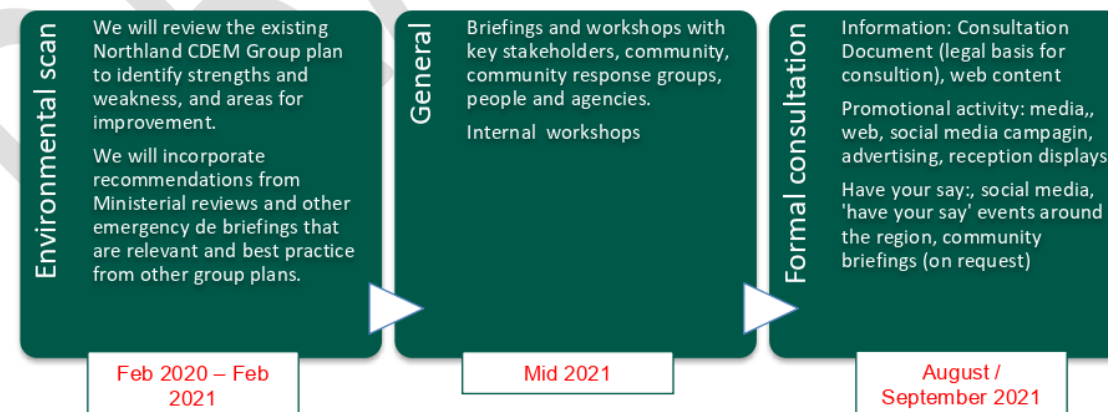 Environmental scan
We will review the existing
Northland CDEM Group plan
to identify strengths and
weakness, and areas for
improvement.
We will incorporate
recommendations from
Ministerial reviews and other
emergency de briefings that
are relevant and best practice
from other group plans.
Feb 2020 – Feb
2021
General
Briefings and workshops with
key stakeholders, community,
community response groups,
people and agencies.
Internal workshops
Mid 2021
Formal consultation
Information: Consultation
Document (legal basis for
consultion), web content
Promotional activity: media,,
web, social media campagin,
advertising, reception displays
Have your say:, social media,
'have your say' events around
the region, community
briefings (on request)
August /
September 2021